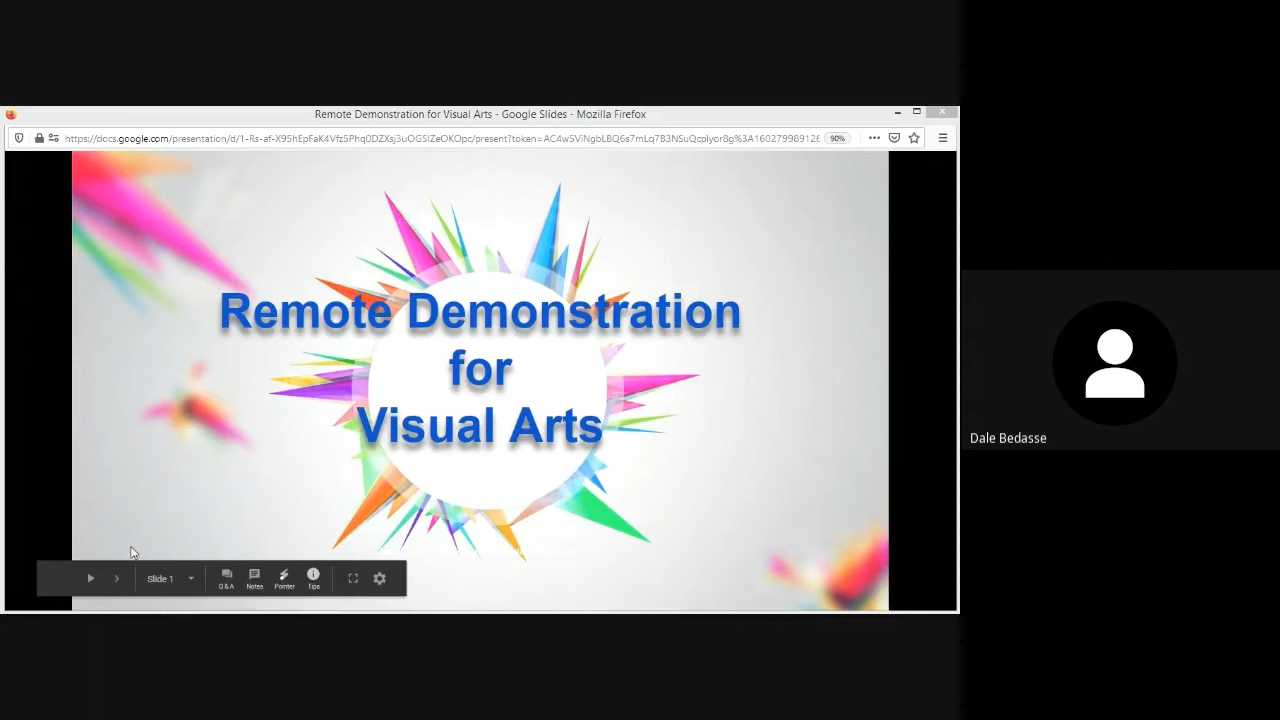 Remote Demonstration for Visual Arts - Google Slides - Mozilla Firefox
90%
Remote Demonstration
for
Visual Arts
Slide 1
Q & A
Notes
Pointer
Tips
Dale Bedasse